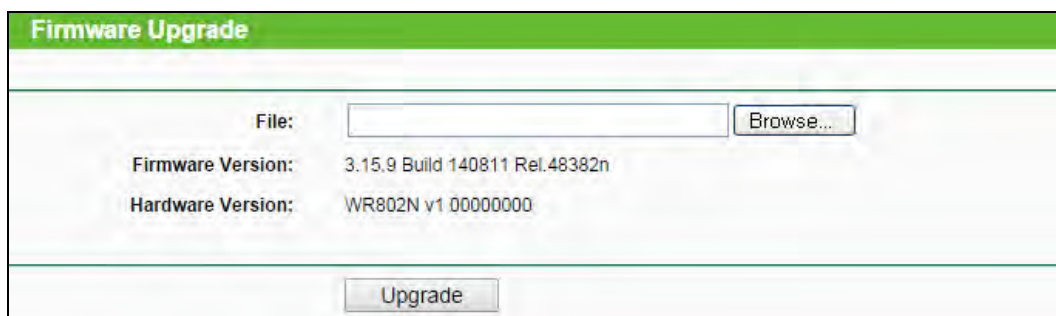 Firmware Upgrade
File: Browse...
Firmware Version: 3.15.9 Build 140811 Rel.48382n
Hardware Version: WR802N v1 00000000
Upgrade